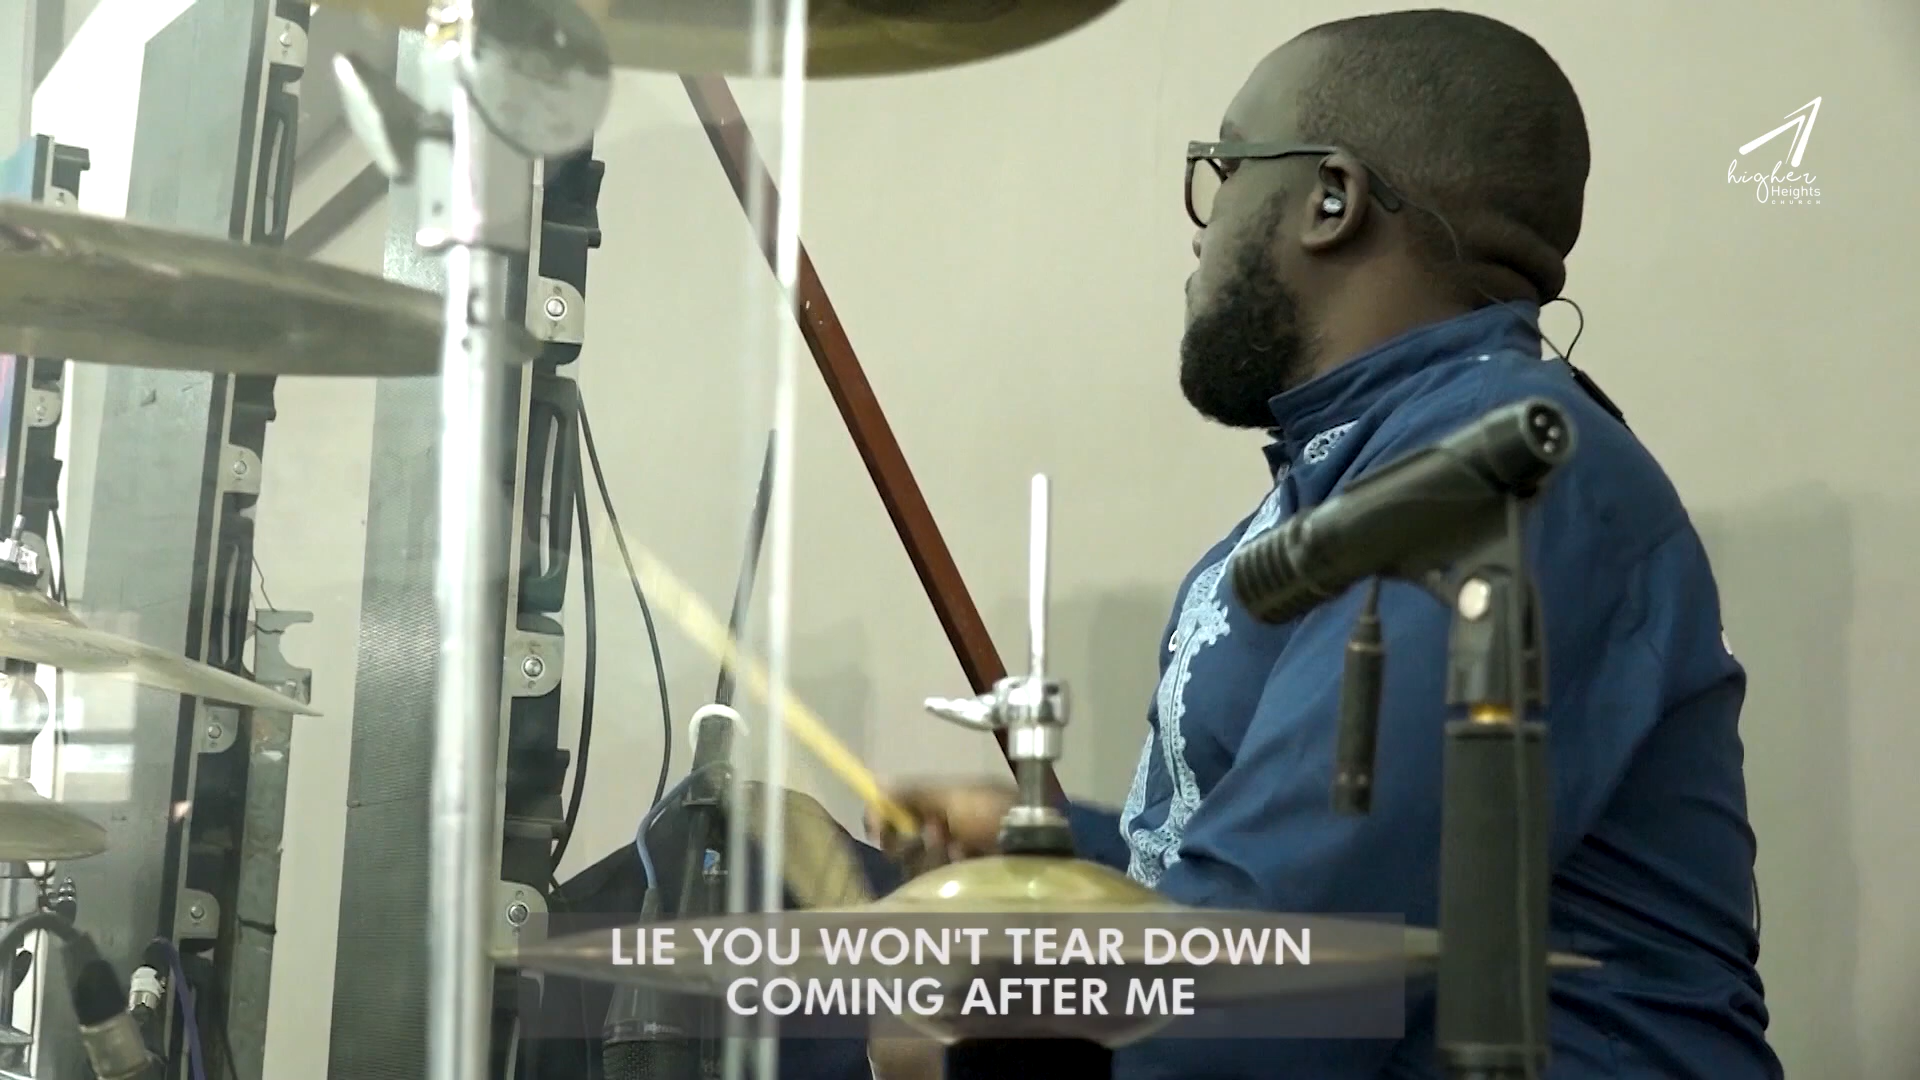 higher
Heights
CHURCH
LIE YOU WON'T TEAR DOWN
COMING AFTER ME